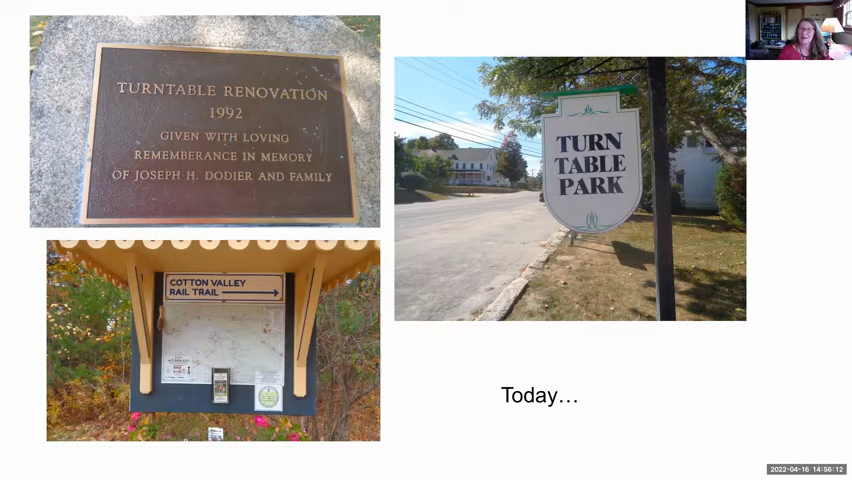 TURNTABLE RENOVATION
1992
GIVEN WITH LOVING
REMEMBERANCE IN MEMORY
OF JOSEPH H. DODIER AND FAMILY
TURN
TABLE
PARK
COTTON VALLEY
RAIL TRAIL
Today…
2022-04-16 14:56:12